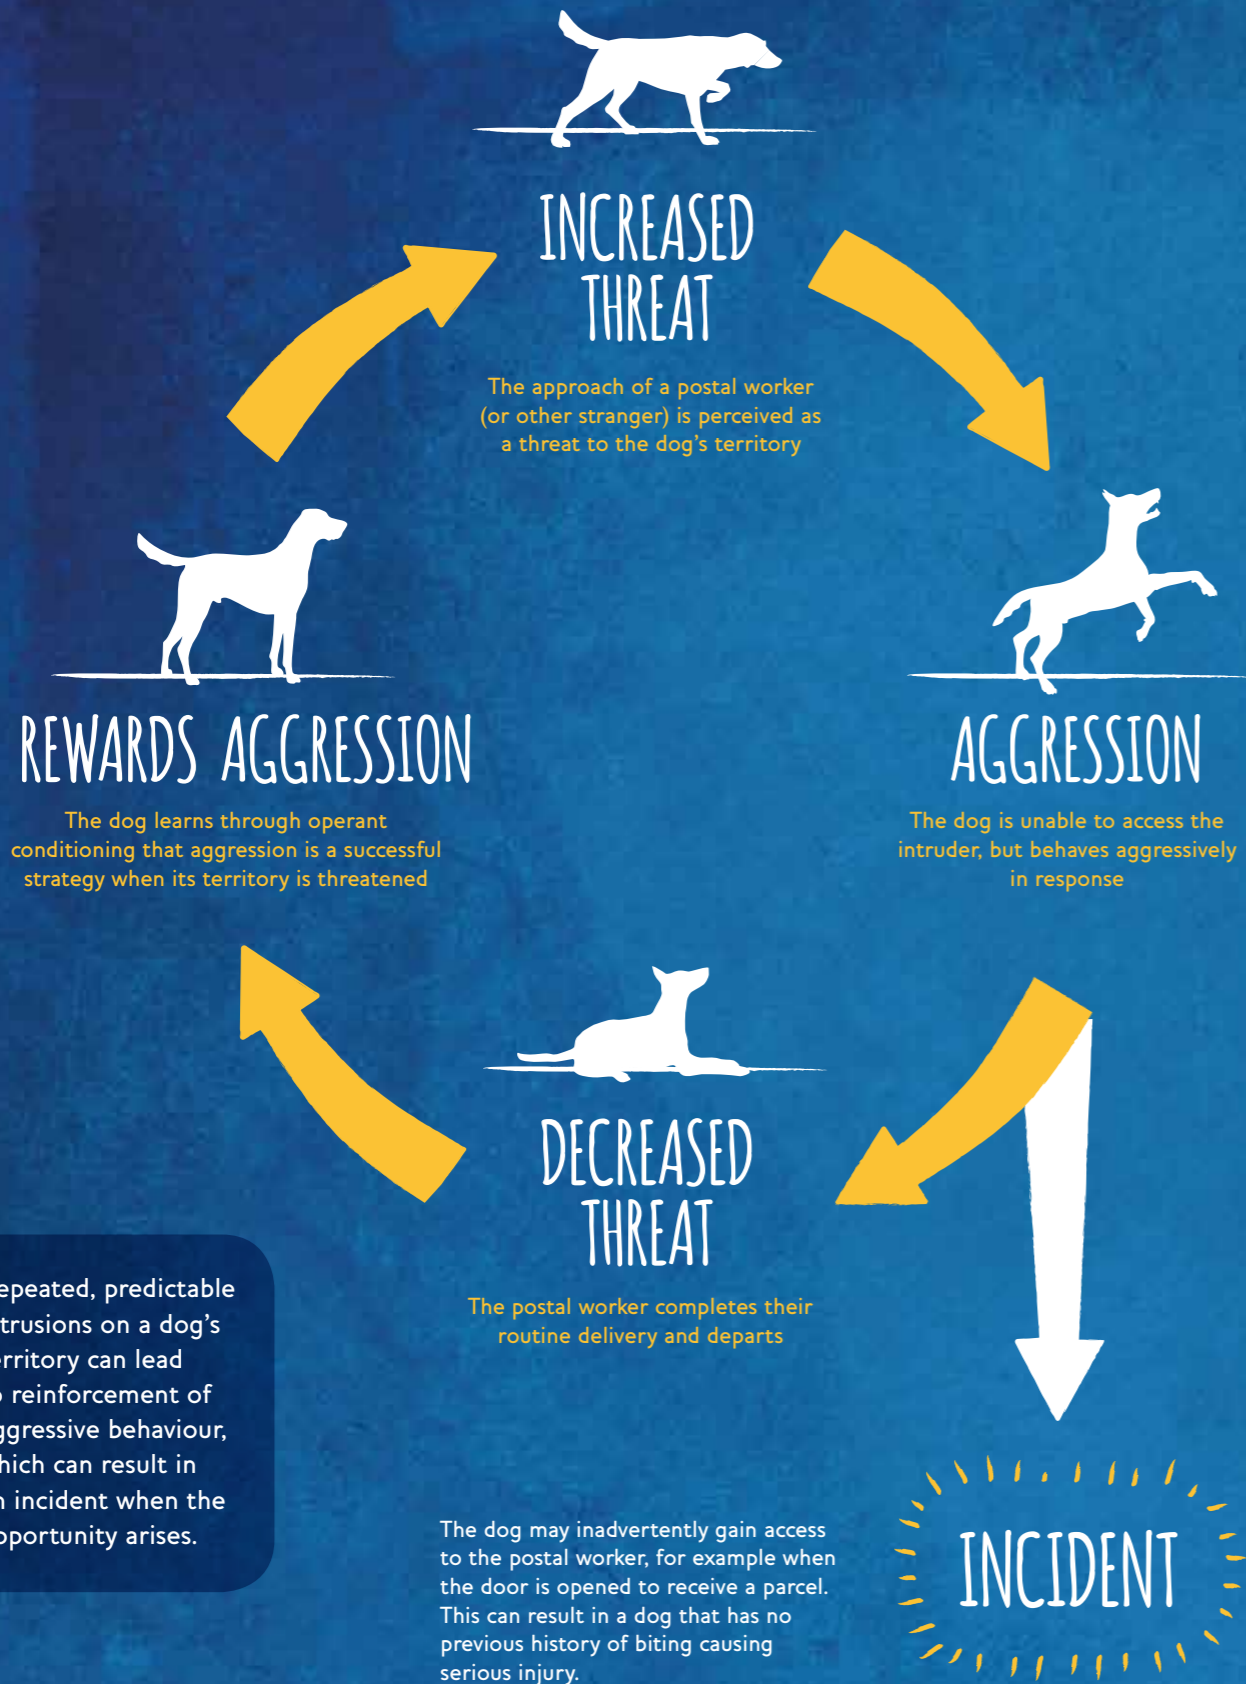 INCREASED
THREAT
The approach of a postal worker
(or other stranger) is perceived as
a threat to the dog's territory
AGGRESSION
The dog is unable to access the
intruder, but behaves aggressively
in response
DECREASED
THREAT
The postal worker completes their
routine delivery and departs
REWARDS AGGRESSION
The dog learns through operant
conditioning that aggression is a successful
strategy when its territory is threatened
epeated, predictable
trusions on a dog's
erritory can lead
reinforcement of
ggressive behaviour,
hich can result in
incident when the
pportunity arises.
The dog may inadvertently gain access
to the postal worker, for example when
the door is opened to receive a parcel.
This can result in a dog that has no
previous history of biting causing
serious injury.
INCIDENT